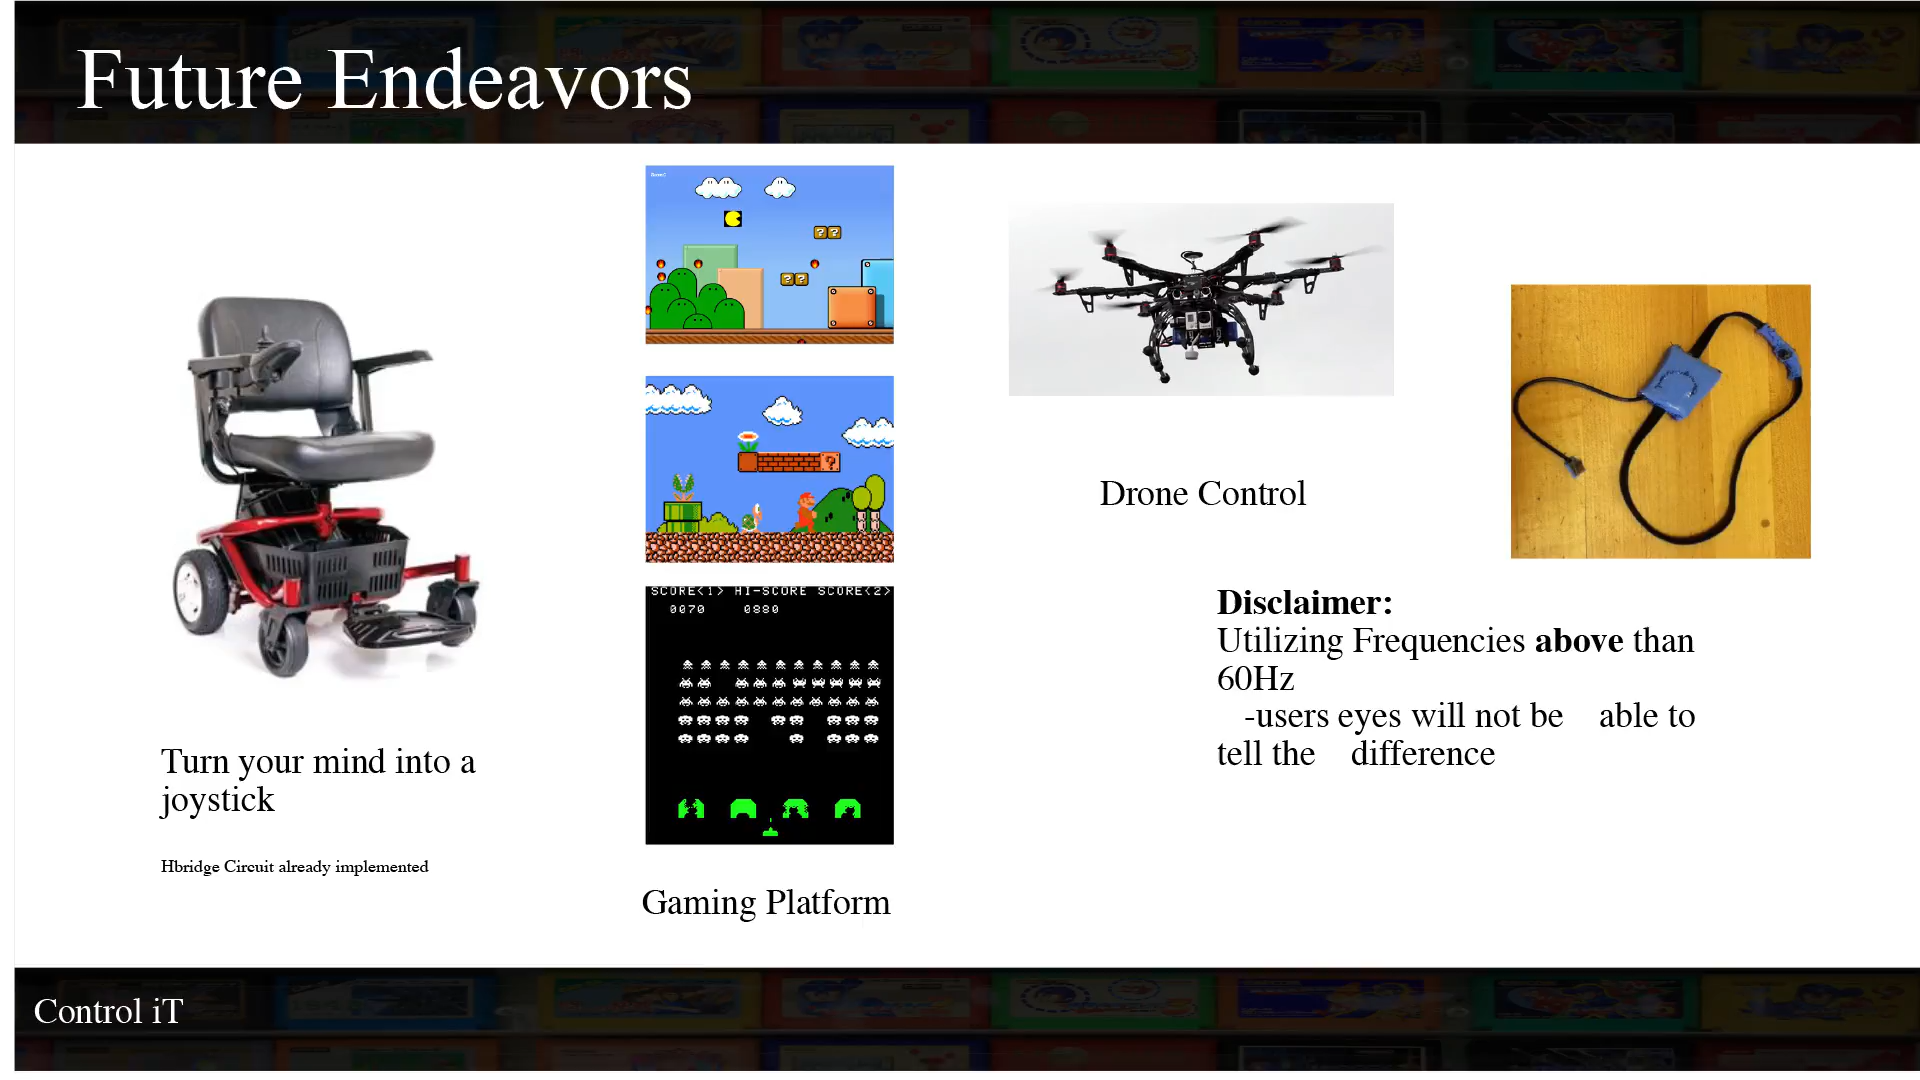 Future Endeavors
SCORE<1> HI-SCORE SCORE<2>
0070 0880
Drone Control
Disclaimer:
Utilizing Frequencies above than
60Hz
-users eyes will not be able to
tell the difference
Turn your mind into a
joystick
Hbridge Circuit already implemented
Gaming Platform
Control iT